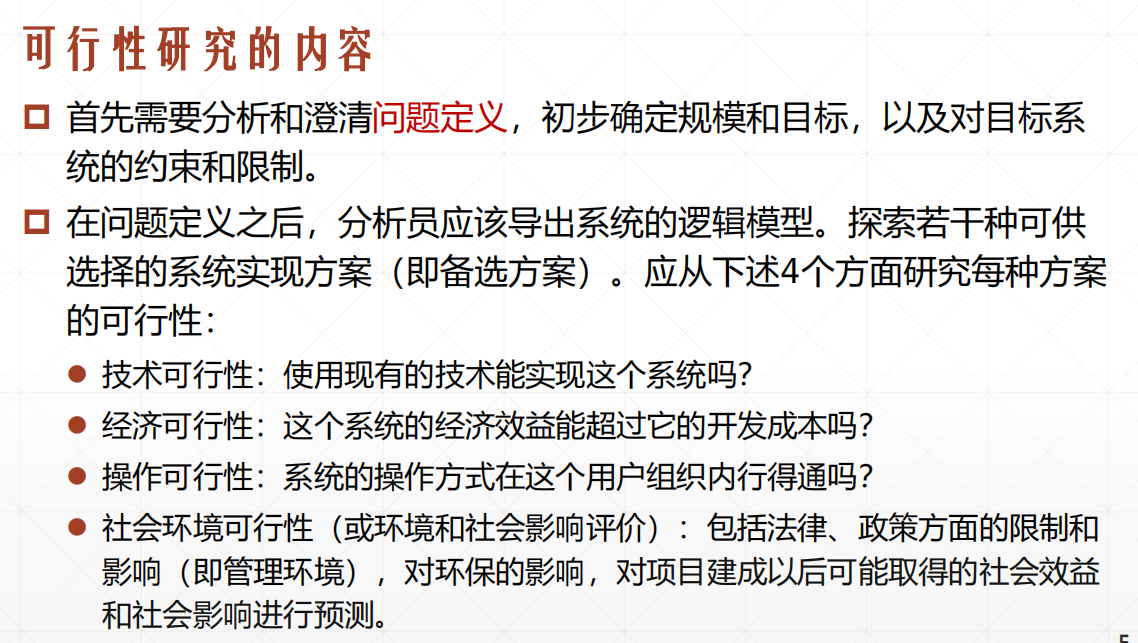 可行性研究的内容
首先需要分析和澄清问题定义，初步确定规模和目标，以及对目标系
统的约束和限制。
在问题定义之后，分析员应该导出系统的逻辑模型。探索若干种可供
选择的系统实现方案（即备选方案）。应从下述4个方面研究每种方案
的可行性：
技术可行性：使用现有的技术能实现这个系统吗？
经济可行性：这个系统的经济效益能超过它的开发成本吗？
操作可行性：系统的操作方式在这个用户组织内行得通吗？
社会环境可行性（或环境和社会影响评价）：包括法律、政策方面的限制和
影响（即管理环境），对环保的影响，对项目建成以后可能取得的社会效益
和社会影响进行预测。